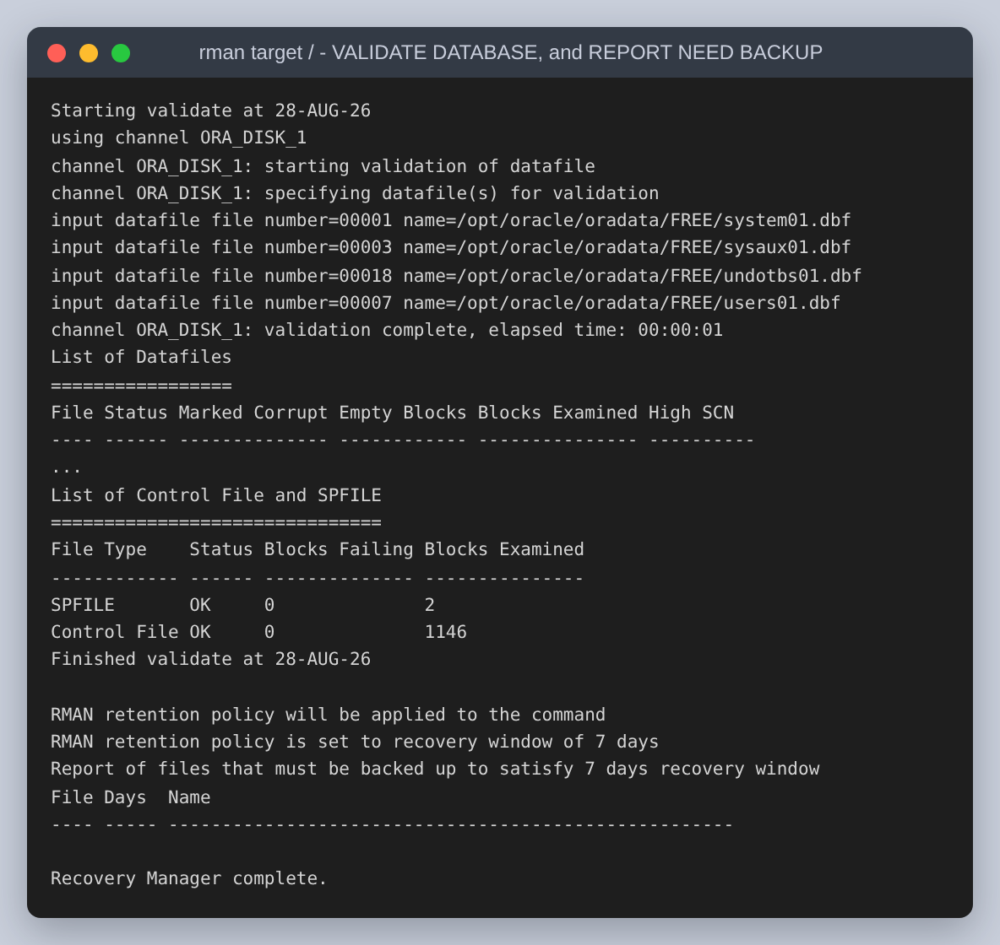 rman target / - VALIDATE DATABASE, and REPORT NEED BACKUP
Starting validate at 28-AUG-26
using channel ORA_DISK_1
channel ORA_DISK_1: starting validation of datafile
channel ORA_DISK_1: specifying datafile(s) for validation
input datafile file number=00001 name=/opt/oracle/oradata/FREE/system01.dbf
input datafile file number=00003 name=/opt/oracle/oradata/FREE/sysaux01.dbf
input datafile file number=00018 name=/opt/oracle/oradata/FREE/undotbs01.dbf
input datafile file number=00007 name=/opt/oracle/oradata/FREE/users01.dbf
channel ORA_DISK_1: validation complete, elapsed time: 00:00:01
List of Datafiles
=================
File Status Marked Corrupt Empty Blocks Blocks Examined High SCN
---- ------ -------------- ------------ --------------- ----------
...
List of Control File and SPFILE
===============================
File Type    Status Blocks Failing Blocks Examined
------------ ------ -------------- ---------------
SPFILE       OK     0              2
Control File OK     0              1146
Finished validate at 28-AUG-26

RMAN retention policy will be applied to the command
RMAN retention policy is set to recovery window of 7 days
Report of files that must be backed up to satisfy 7 days recovery window
File Days  Name
---- ----- -----------------------------------------------------

Recovery Manager complete.